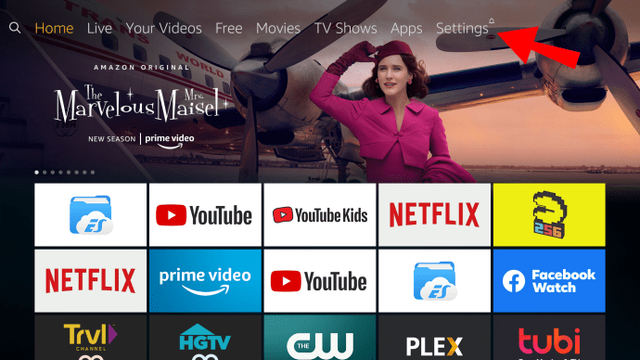 Home Live Your Videos Free Movies TV Shows Apps Settings
WORLD
AMAZON ORIGINAL
The
Marvelous Mrs. Maisel
NEW SEASON | prime video
ES YouTube YouTube Kids NETFLIX 256
NETFLIX prime video YouTube ES Facebook Watch
Trvl CHANNEL HGTV THE CW PLEX tubi